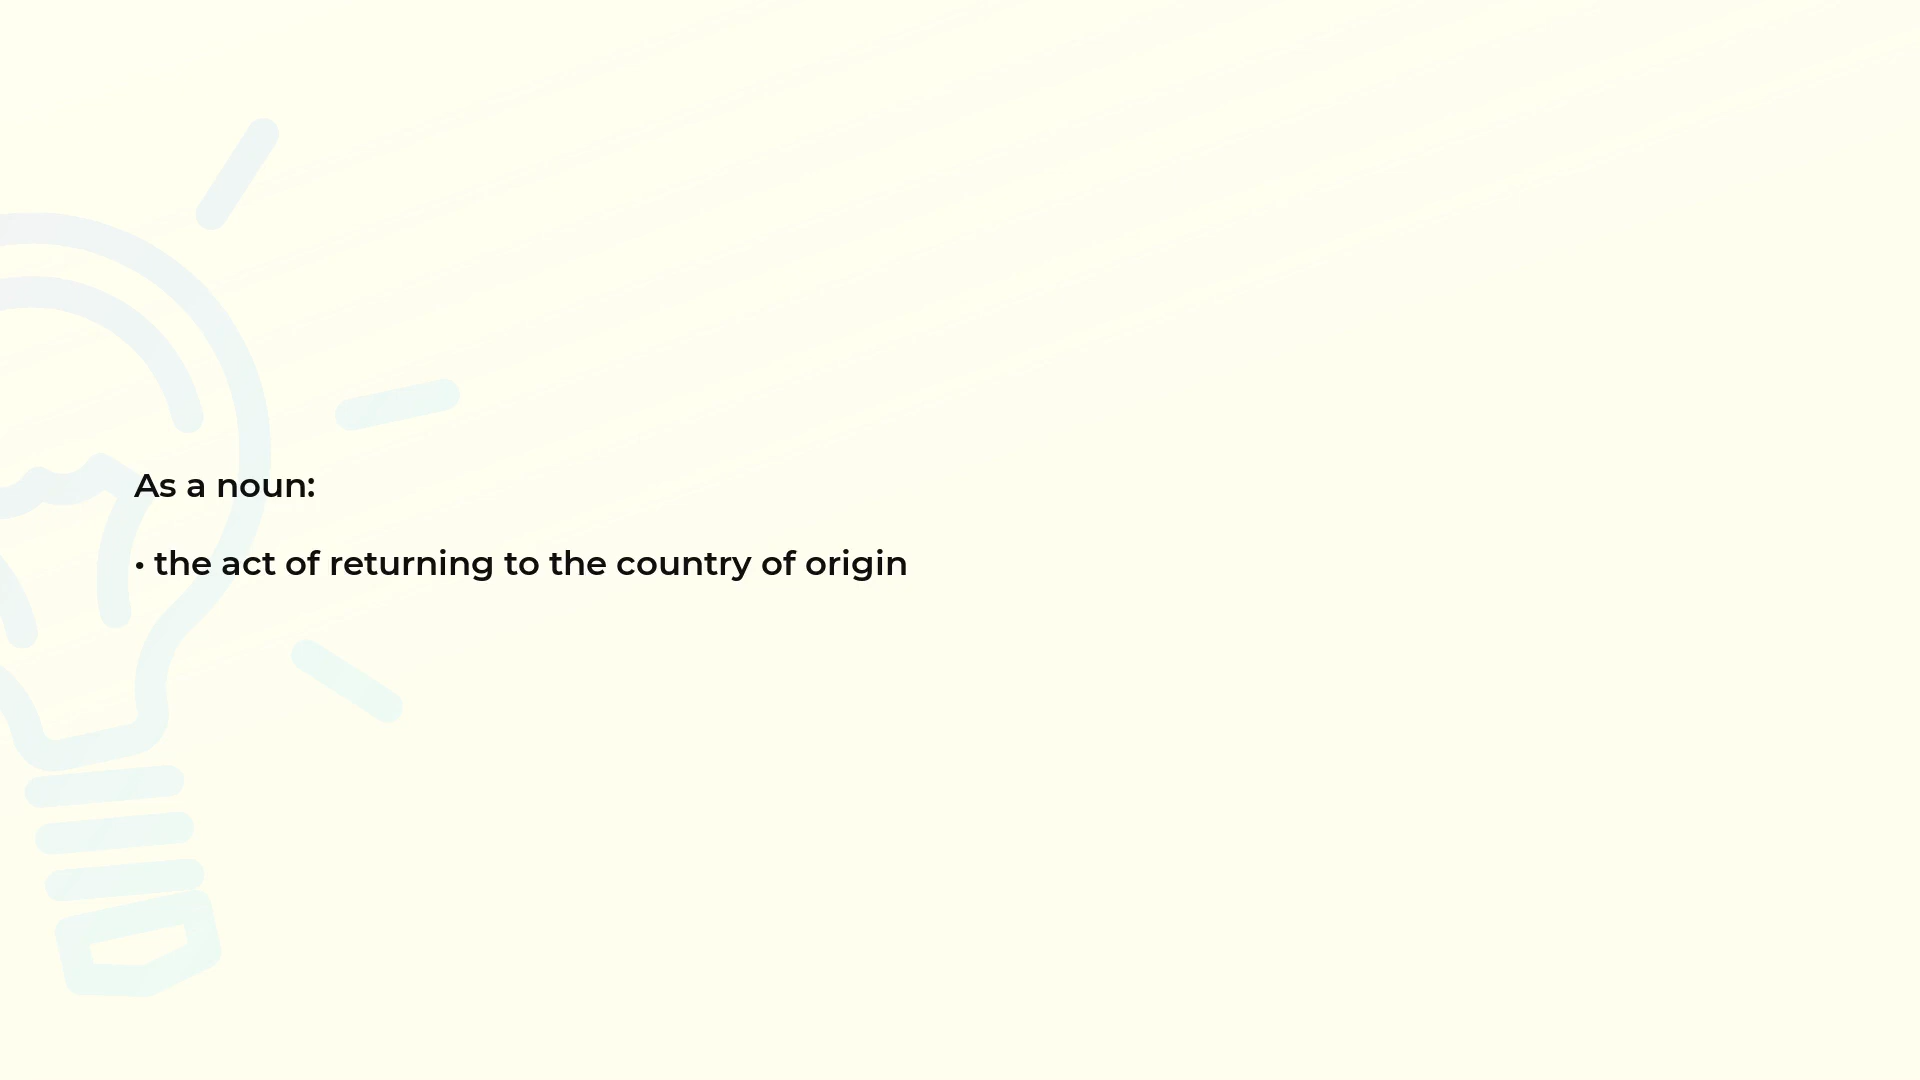 As a noun:
• the act of returning to the country of origin